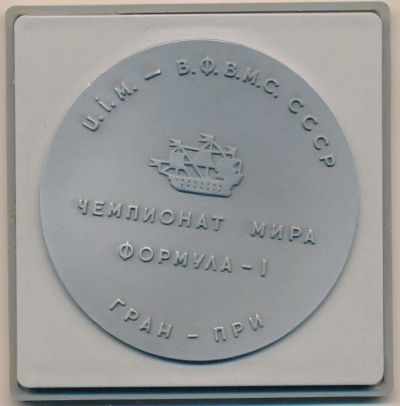 U.I.M. – В.Ф.В.М.С. СССР
ЧЕМПИОНАТ МИРА
ФОРМУЛА – I
ГРАН – ПРИ